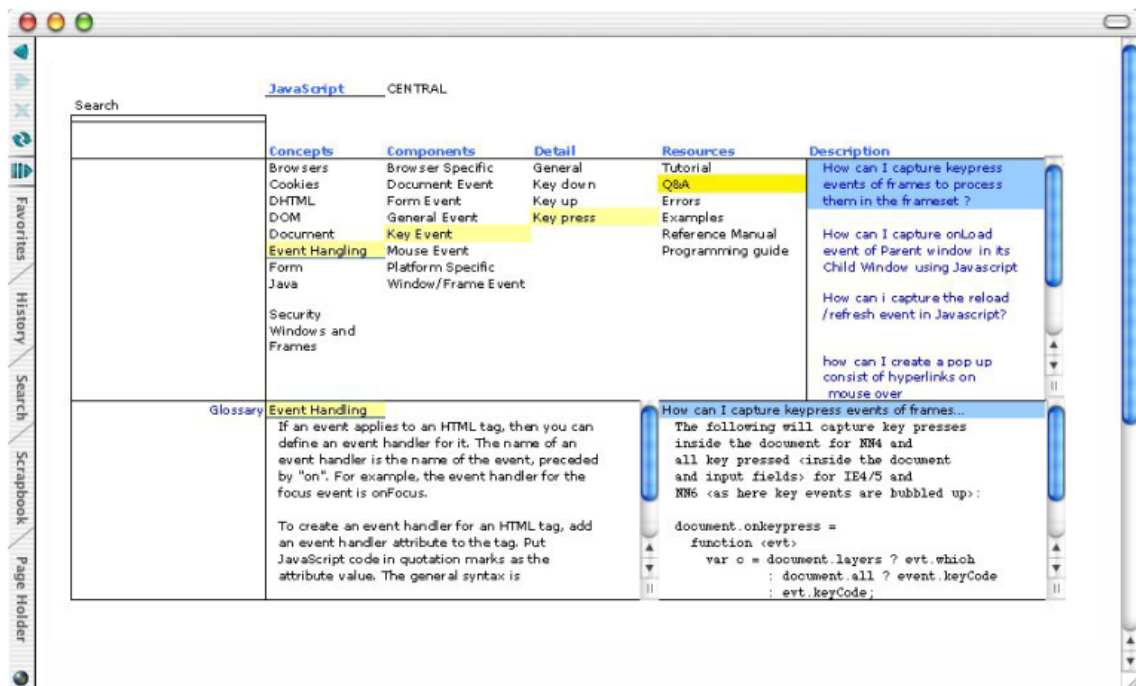 JavaScript CENTRAL
Search
Concepts Components Detail Resources Description
Browsers
Cookies
DHTML
DOM
Document
Event Hangling
Form
Java
Security
Windows and
Frames
Browser Specific
Document Event
Form Event
General Event
Key Event
Mouse Event
Platform Specific
Window/Frame Event
General
Key down
Key up
Key press
Tutorial
Q&A
Errors
Examples
Reference Manual
Programming guide
How can I capture keypress
events of frames to process
them in the frameset ?
How can I capture onLoad
event of Parent window in its
Child Window using Javascript
How can i capture the reload
/refresh event in Javascript?
how can I create a pop up
consist of hyperlinks on
mouse over
Glossary
Event Handling
If an event applies to an HTML tag, then you can
define an event handler for it. The name of an
event handler is the name of the event, preceded
by "on". For example, the event handler for the
focus event is onFocus.
To create an event handler for an HTML tag, add
an event handler attribute to the tag. Put
JavaScript code in quotation marks as the
attribute value. The general syntax is
How can I capture keypress events of frames...
The following will capture key presses
inside the document for NN4 and
all key pressed <inside the document
and input fields> for IE4/5 and
NN6 <as here key events are bubbled up>:
document.onkeypress =
function <evt>
var c = document.layers ? evt.which
: document.all ? event.keyCode
: evt.keyCode;
Favorites
History
Search
Scrapbook
Page Holder